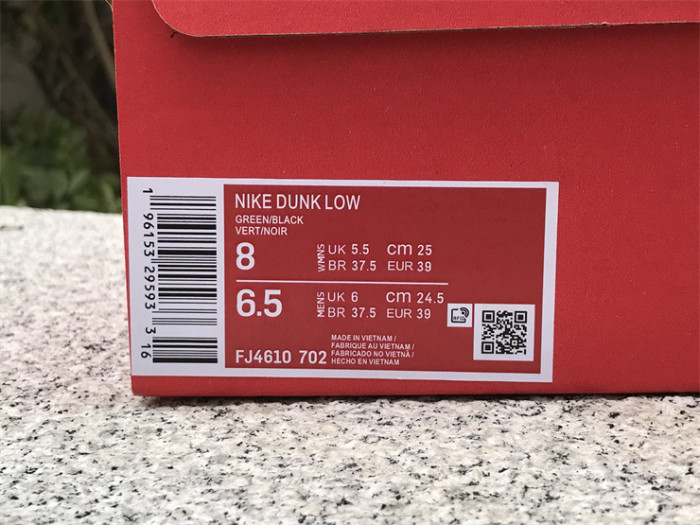 NIKE DUNK LOW
GREEN/BLACK
VERT/NOIR
8 WMNS UK 5.5 cm 25
BR 37.5 EUR 39
6.5 MENS UK 6 cm 24.5
BR 37.5 EUR 39
MADE IN VIETNAM /
FABRIQUE AU VIETNAM /
FABRICADO NO VIETNÃ /
HECHO EN VIETNAM
FJ4610 702
RFID
1 96153 29593 3 16